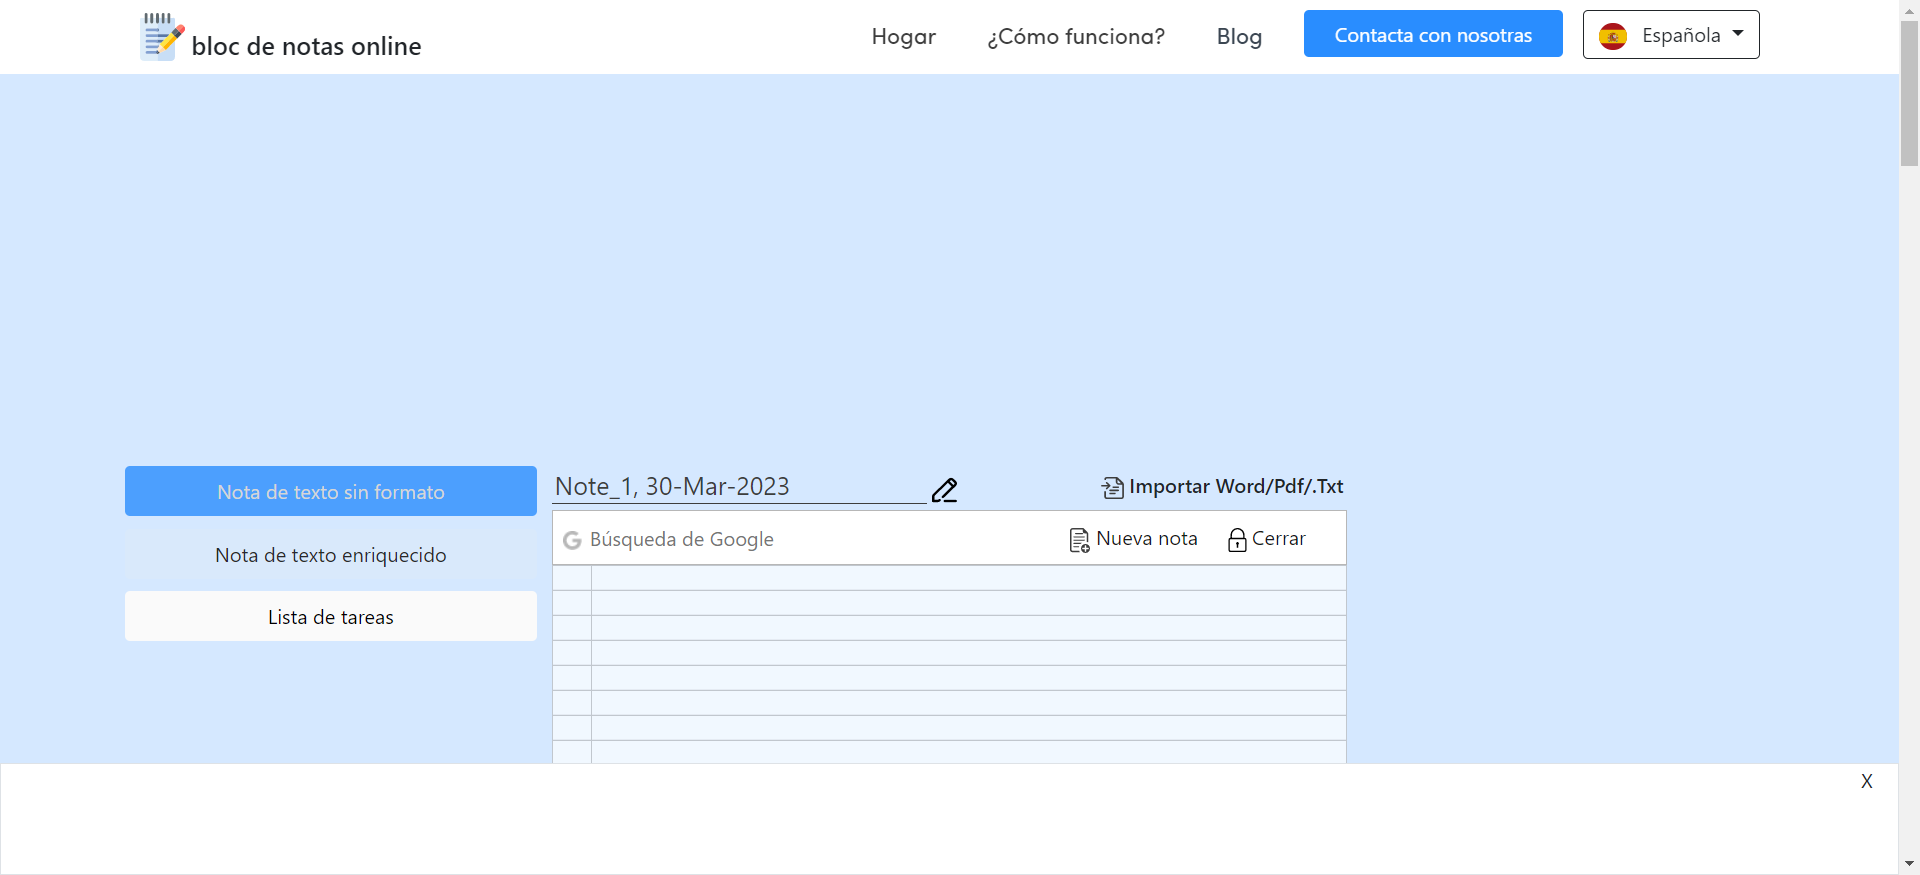 bloc de notas online
Hogar
¿Cómo funciona?
Blog
Contacta con nosotras
Española
Nota de texto sin formato
Nota de texto enriquecido
Lista de tareas
Note_1, 30-Mar-2023
Importar Word/Pdf/.Txt
G Búsqueda de Google
Nueva nota
Cerrar
X